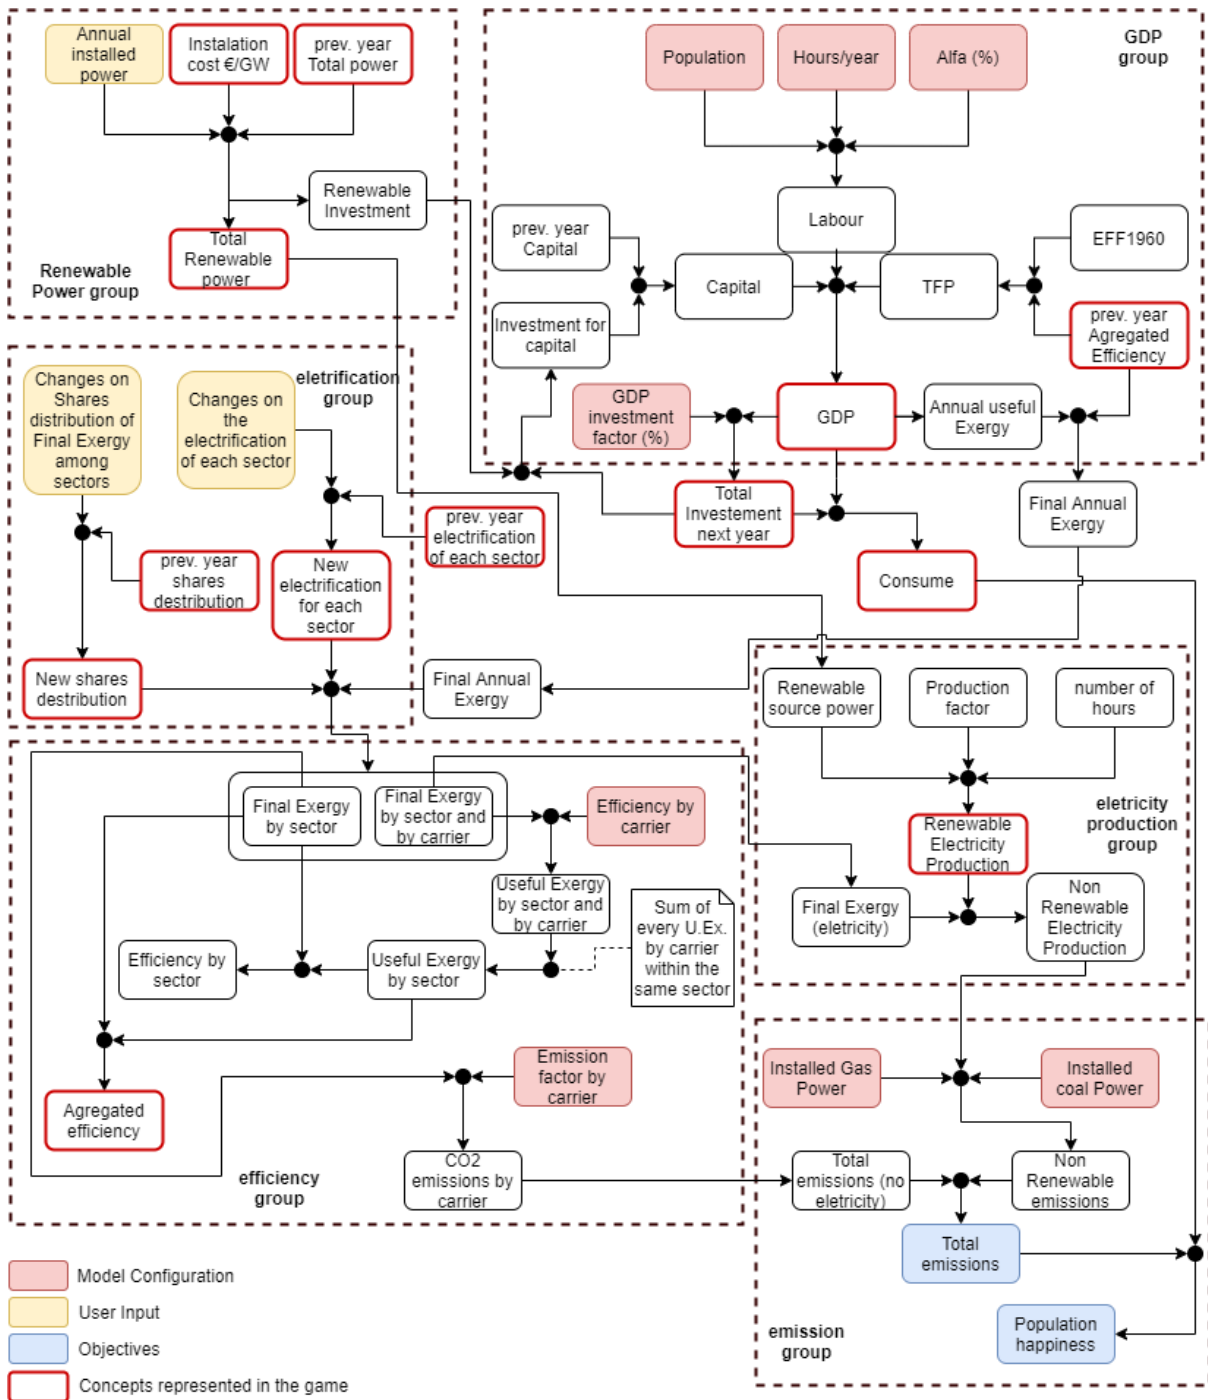 Annual
installed
power
Instalation
cost €/GW
prev. year
Total power
Renewable
Investment
Total
Renewable
power
Renewable
Power group
GDP
group
Population
Hours/year
Alfa (%)
Labour
prev. year
Capital
Capital
TFP
EFF1960
Investment for
capital
prev. year
Agregated
Efficiency
GDP
investment
factor (%)
GDP
Annual useful
Exergy
Total
Investement
next year
Final Annual
Exergy
Consume
eletrification
group
Changes on
Shares
distribution of
Final Exergy
among
sectors
Changes on
the
electrification
of each sector
prev. year
electrification
of each sector
prev. year
shares
destribution
New
electrification
for each
sector
New shares
destribution
Final Annual
Exergy
Renewable
source power
Production
factor
number of
hours
eletricity
production
group
Renewable
Electricity
Production
Final Exergy
(eletricity)
Non
Renewable
Electricity
Production
Final Exergy
by sector
Final Exergy
by sector and
by carrier
Efficiency by
carrier
Useful Exergy
by sector and
by carrier
Sum of
every U.Ex.
by carrier
within the
same sector
Efficiency by
sector
Useful Exergy
by sector
Agregated
efficiency
Emission
factor by
carrier
CO2
emissions by
carrier
efficiency
group
Installed Gas
Power
Installed
coal Power
Total
emissions (no
eletricity)
Non
Renewable
emissions
Total
emissions
Population
happiness
emission
group
Model Configuration
User Input
Objectives
Concepts represented in the game